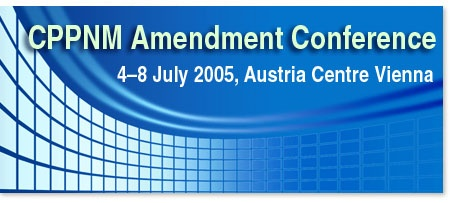 CPPNM Amendment Conference
4–8 July 2005, Austria Centre Vienna